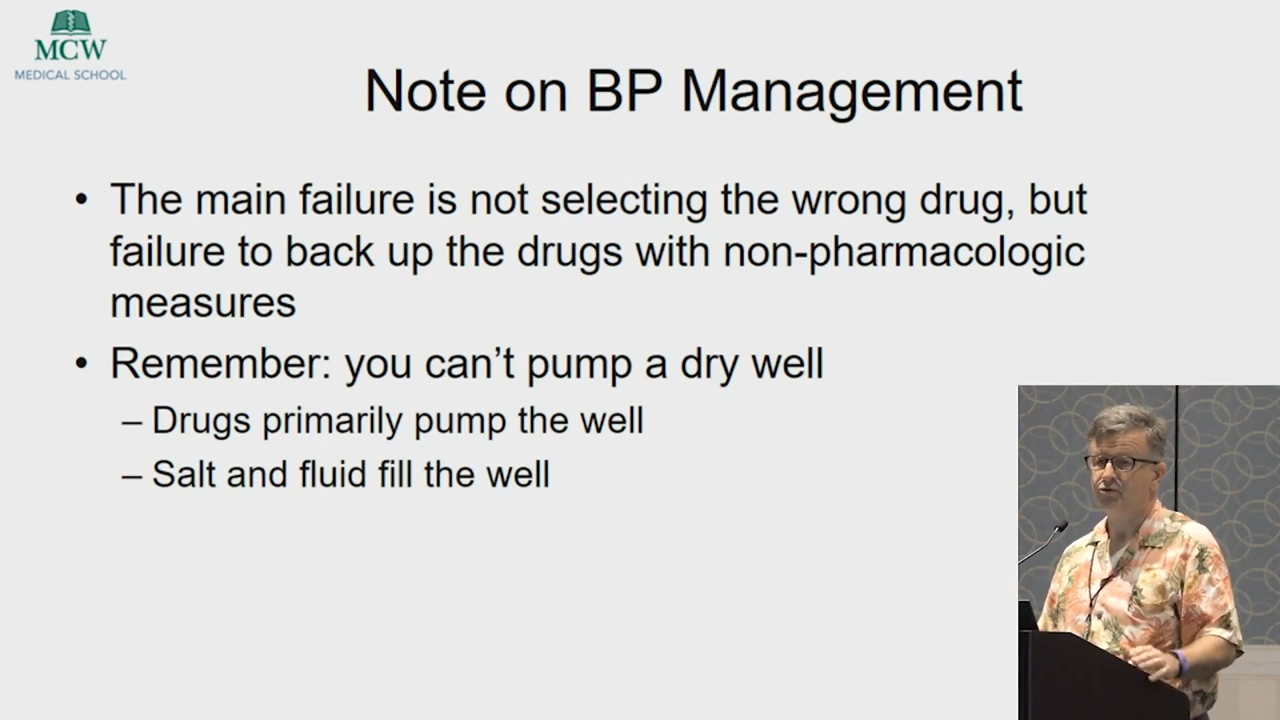 MCW
MEDICAL SCHOOL
Note on BP Management
• The main failure is not selecting the wrong drug, but
failure to back up the drugs with non-pharmacologic
measures
• Remember: you can’t pump a dry well
– Drugs primarily pump the well
– Salt and fluid fill the well